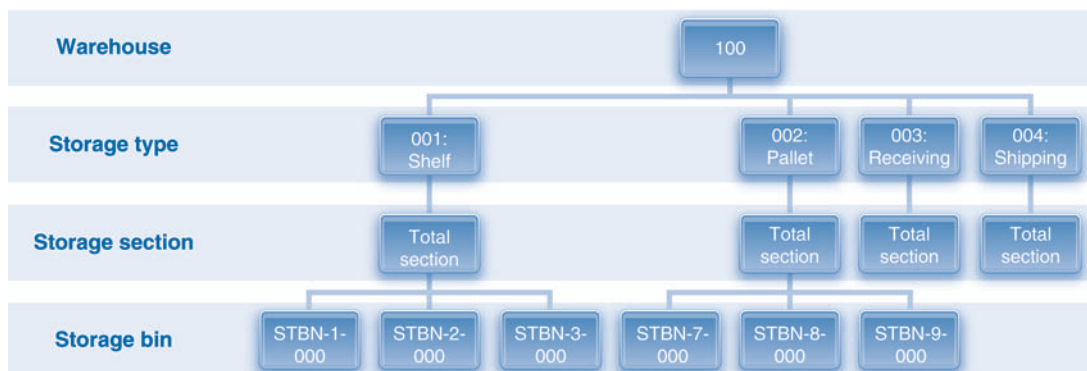 Warehouse
100
Storage type
001:
Shelf
002:
Pallet
003:
Receiving
004:
Shipping
Storage section
Total
section
Total
section
Total
section
Total
section
Storage bin
STBN-1-
000
STBN-2-
000
STBN-3-
000
STBN-7-
000
STBN-8-
000
STBN-9-
000